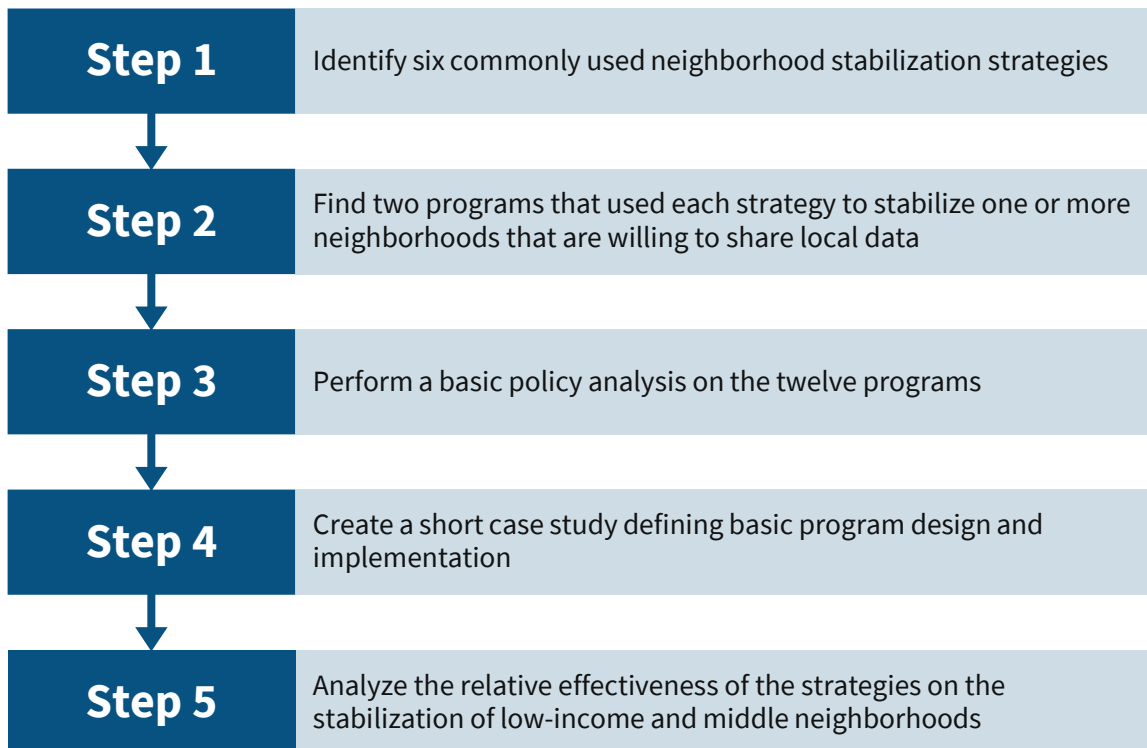 Step 1
Identify six commonly used neighborhood stabilization strategies
Step 2
Find two programs that used each strategy to stabilize one or more
neighborhoods that are willing to share local data
Step 3
Perform a basic policy analysis on the twelve programs
Step 4
Create a short case study defining basic program design and
implementation
Step 5
Analyze the relative effectiveness of the strategies on the
stabilization of low-income and middle neighborhoods